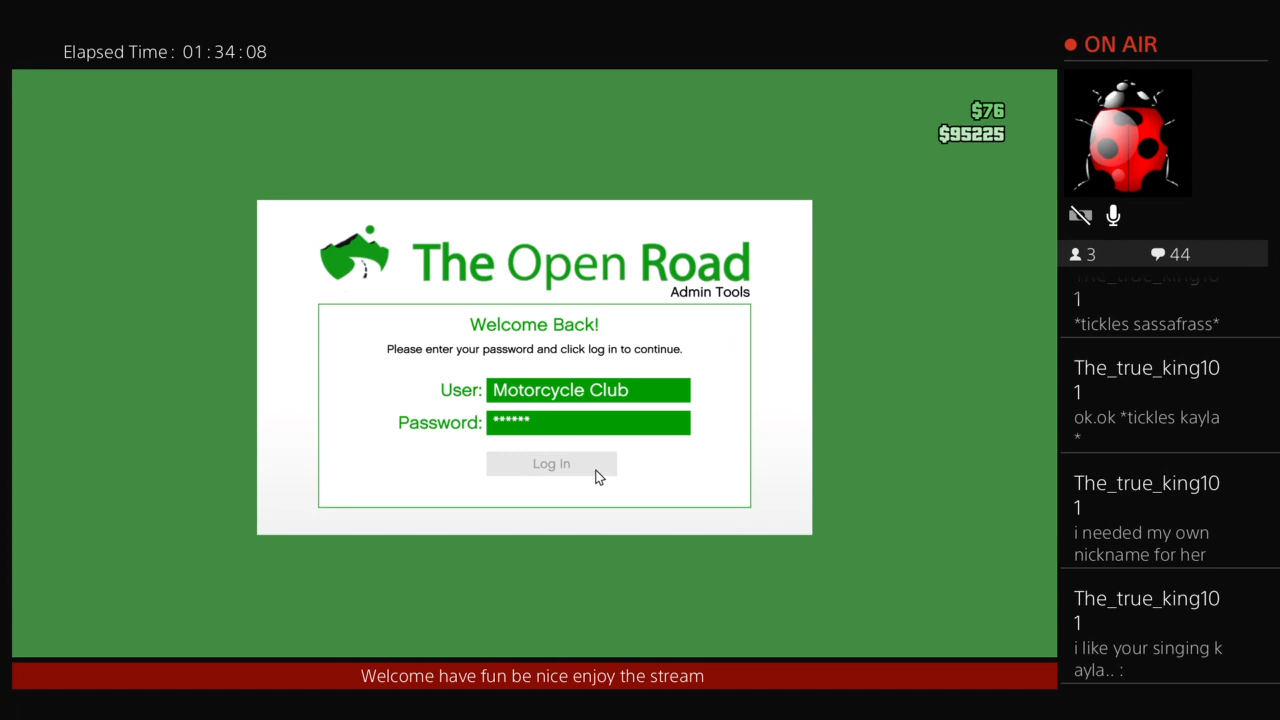 Elapsed Time: 01:34:08
ON AIR
$76
$95225
3 44
The Open Road
Admin Tools
Welcome Back!
Please enter your password and click log in to continue.
User: Motorcycle Club
Password: ******
Log In
Welcome have fun be nice enjoy the stream
The_true_king10
1
*tickles sassafrass*
The_true_king10
1
ok.ok *tickles kayla
*
The_true_king10
1
i needed my own
nickname for her
The_true_king10
1
i like your singing k
ayla.. :